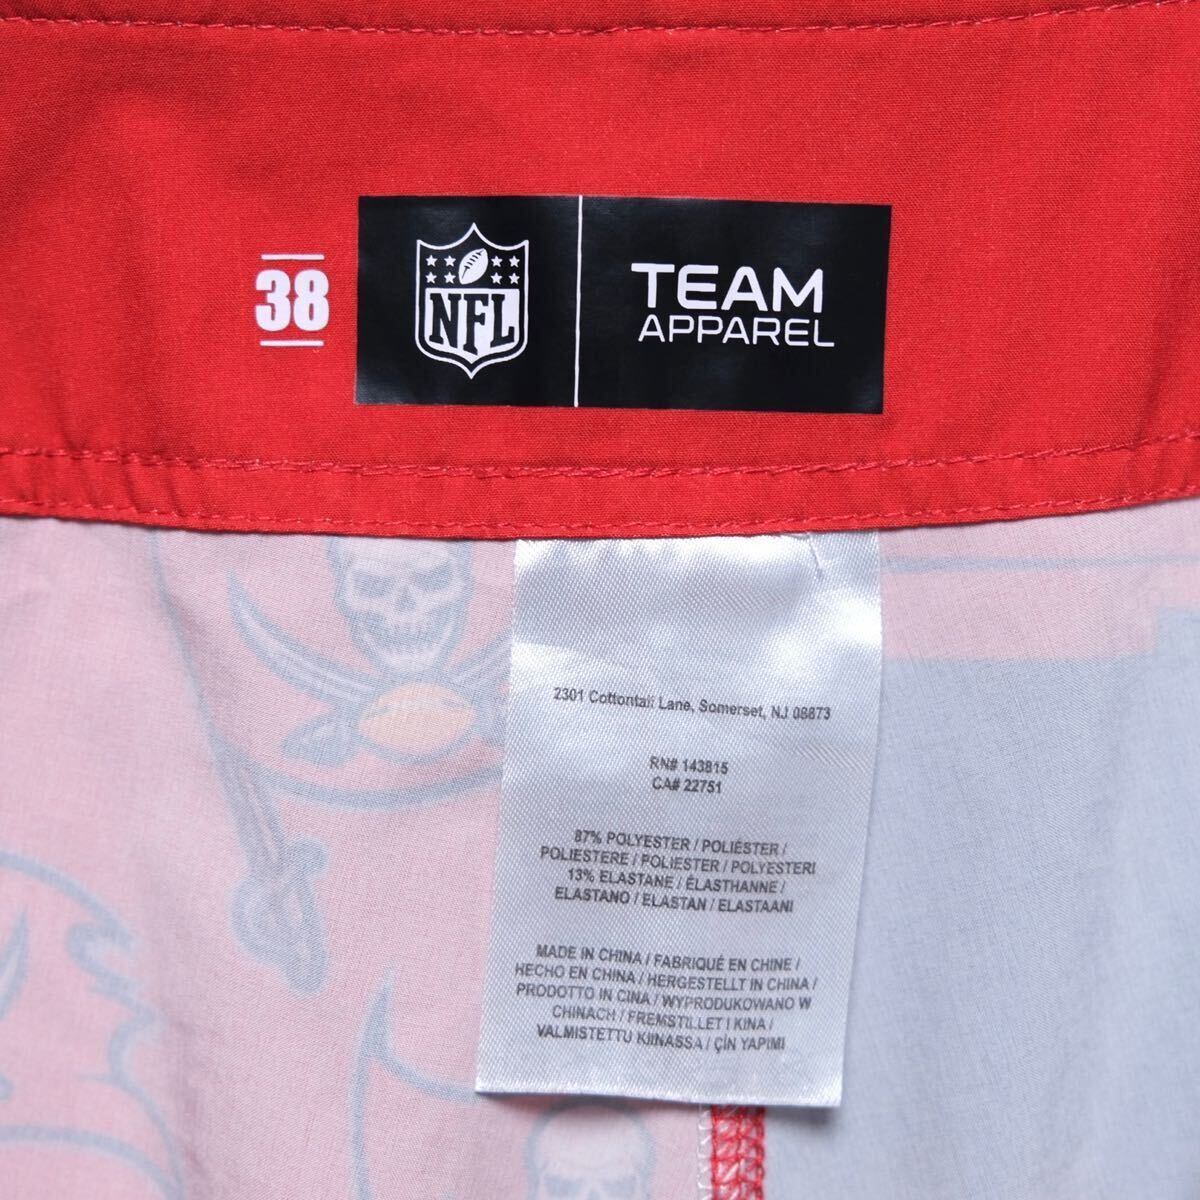 38
NFL
TEAM
APPAREL
2301 Cottontail Lane, Somerset, NJ 08873
RN# 143815
CA# 22751
87% POLYESTER / POLIÉSTER /
POLIESTERE / POLIESTER / POLYESTERI
13% ELASTANE / ÉLASTHANNE /
ELASTANO / ELASTAN / ELASTAANI
MADE IN CHINA / FABRIQUÉ EN CHINE /
HECHO EN CHINA / HERGESTELLT IN CHINA /
PRODOTTO IN CINA / WYPRODUKOWANO W
CHINACH / FREMSTILLET I KINA /
VALMISTETTU KIINASSA / ÇİN YAPIMI